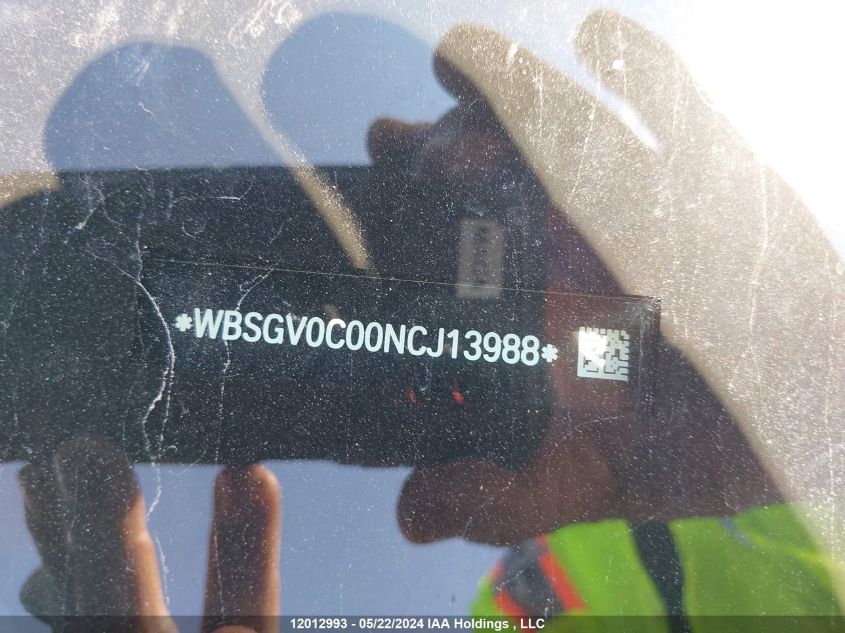 *WBSGV0C00NCJ13988*
12012993 - 05/22/2024 IAA Holdings , LLC